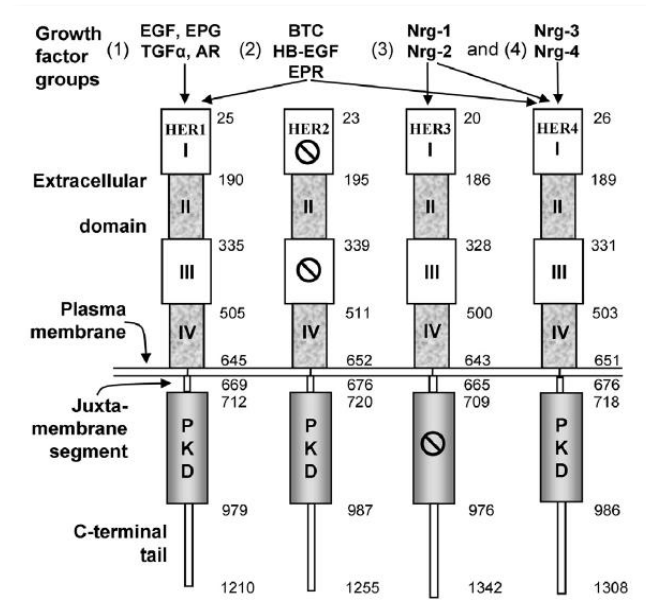 Growth factor groups
(1) EGF, EPG TGFα, AR
(2) BTC HB-EGF EPR
(3) Nrg-1 Nrg-2
and (4) Nrg-3 Nrg-4
HER1 HER2 HER3 HER4
25 23 20 26
I I I
Extracellular domain
190 195 186 189
II II II II
335 339 328 331
III III III
505 511 500 503
Plasma membrane
IV IV IV IV
645 652 643 651
669 676 665 676
Juxta-membrane segment
712 720 709 718
PKD PKD PKD
979 987 976 986
C-terminal tail
1210 1255 1342 1308